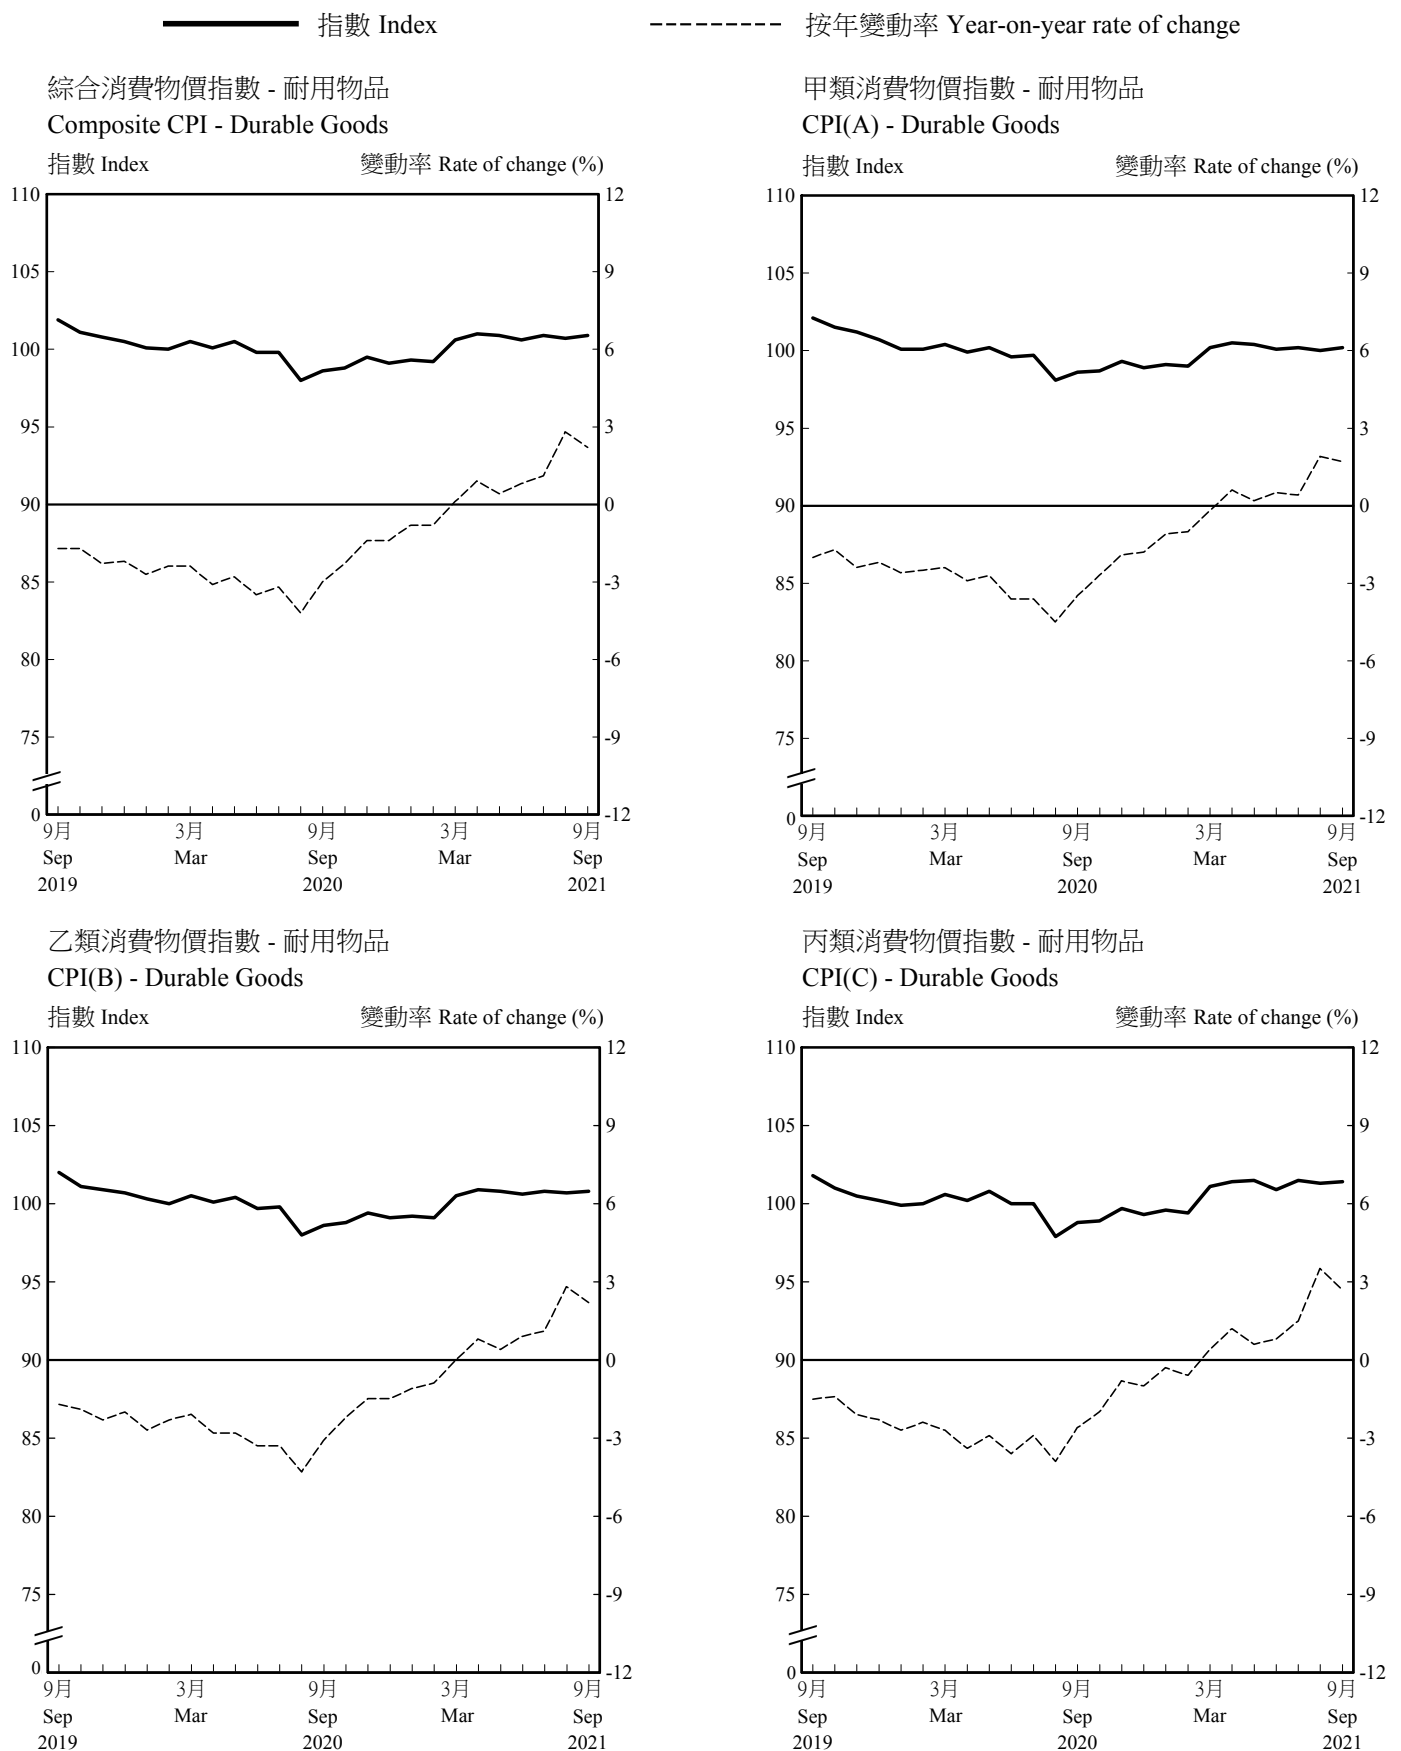 指數 Index
按年變動率 Year-on-year rate of change
綜合消費物價指數 - 耐用物品
Composite CPI - Durable Goods
指數 Index 變動率 Rate of change (%)
110 12
105 9
100 6
95 3
90 0
85 -3
80 -6
75 -9
0 -12
9月 3月 9月 3月 9月
Sep Mar Sep Mar Sep
2019 2020 2021
甲類消費物價指數 - 耐用物品
CPI(A) - Durable Goods
指數 Index 變動率 Rate of change (%)
110 12
105 9
100 6
95 3
90 0
85 -3
80 -6
75 -9
0 -12
9月 3月 9月 3月 9月
Sep Mar Sep Mar Sep
2019 2020 2021
乙類消費物價指數 - 耐用物品
CPI(B) - Durable Goods
指數 Index 變動率 Rate of change (%)
110 12
105 9
100 6
95 3
90 0
85 -3
80 -6
75 -9
0 -12
9月 3月 9月 3月 9月
Sep Mar Sep Mar Sep
2019 2020 2021
丙類消費物價指數 - 耐用物品
CPI(C) - Durable Goods
指數 Index 變動率 Rate of change (%)
110 12
105 9
100 6
95 3
90 0
85 -3
80 -6
75 -9
0 -12
9月 3月 9月 3月 9月
Sep Mar Sep Mar Sep
2019 2020 2021